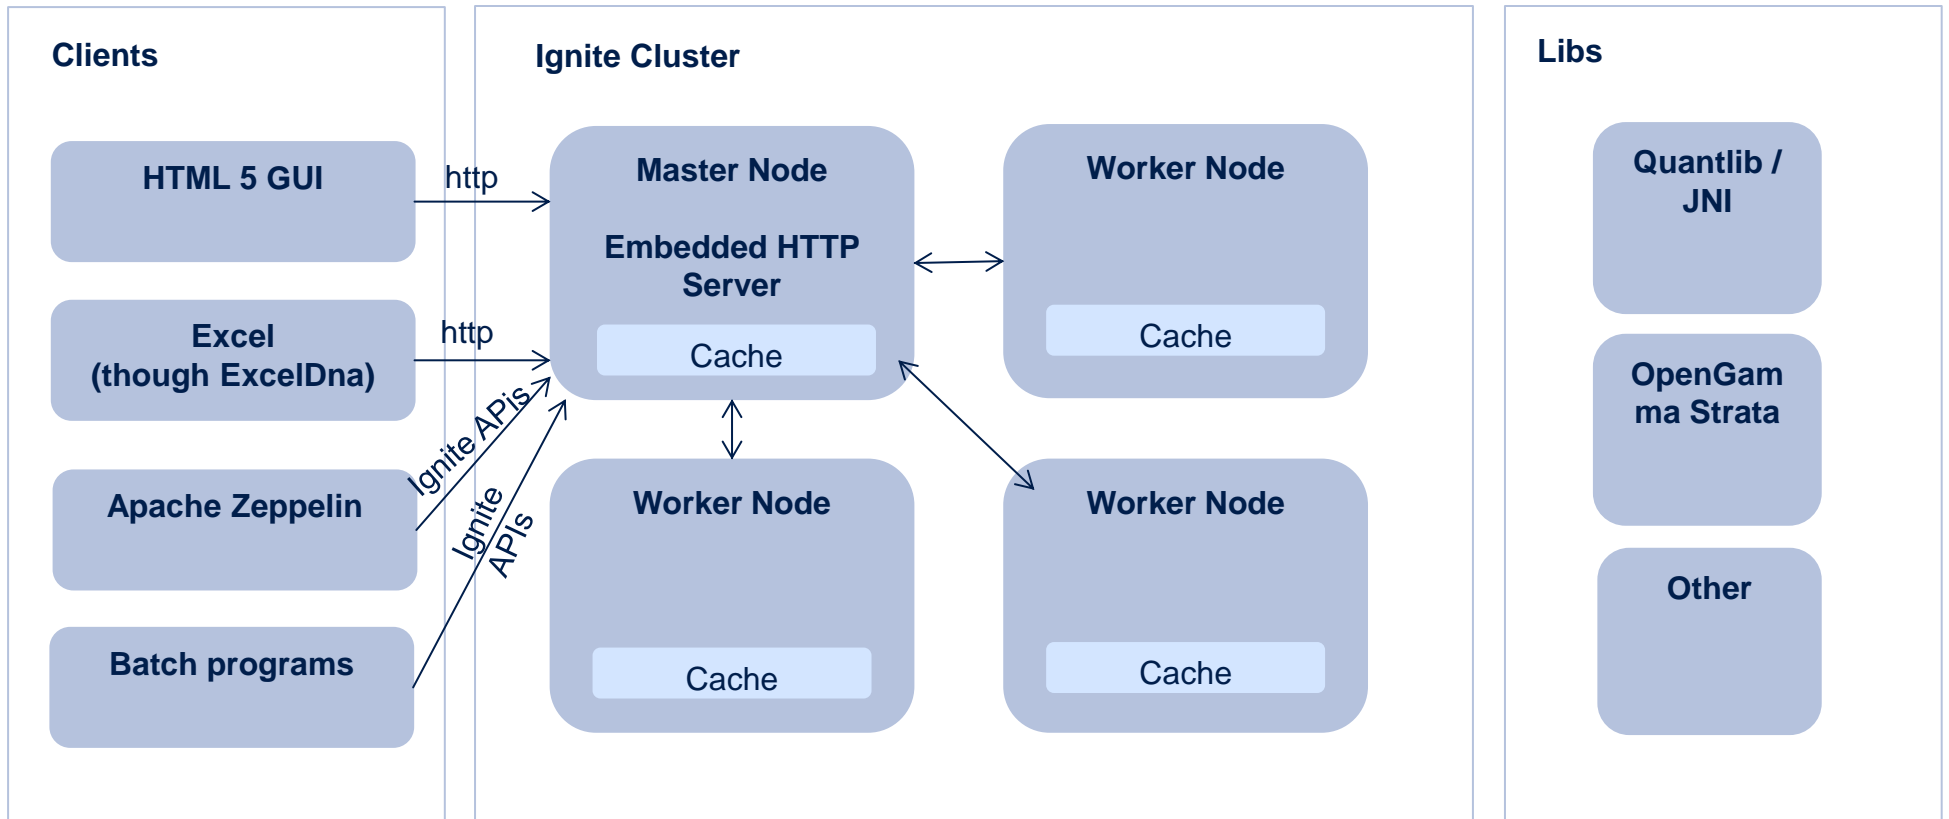 Clients
HTML 5 GUI
http
Excel
(though ExcelDna)
http
Apache Zeppelin
Ignite APis
Batch programs
Ignite
APIs
Ignite Cluster
Master Node
Embedded HTTP
Server
Cache
Worker Node
Cache
Worker Node
Cache
Worker Node
Cache
Libs
Quantlib /
JNI
OpenGam
ma Strata
Other